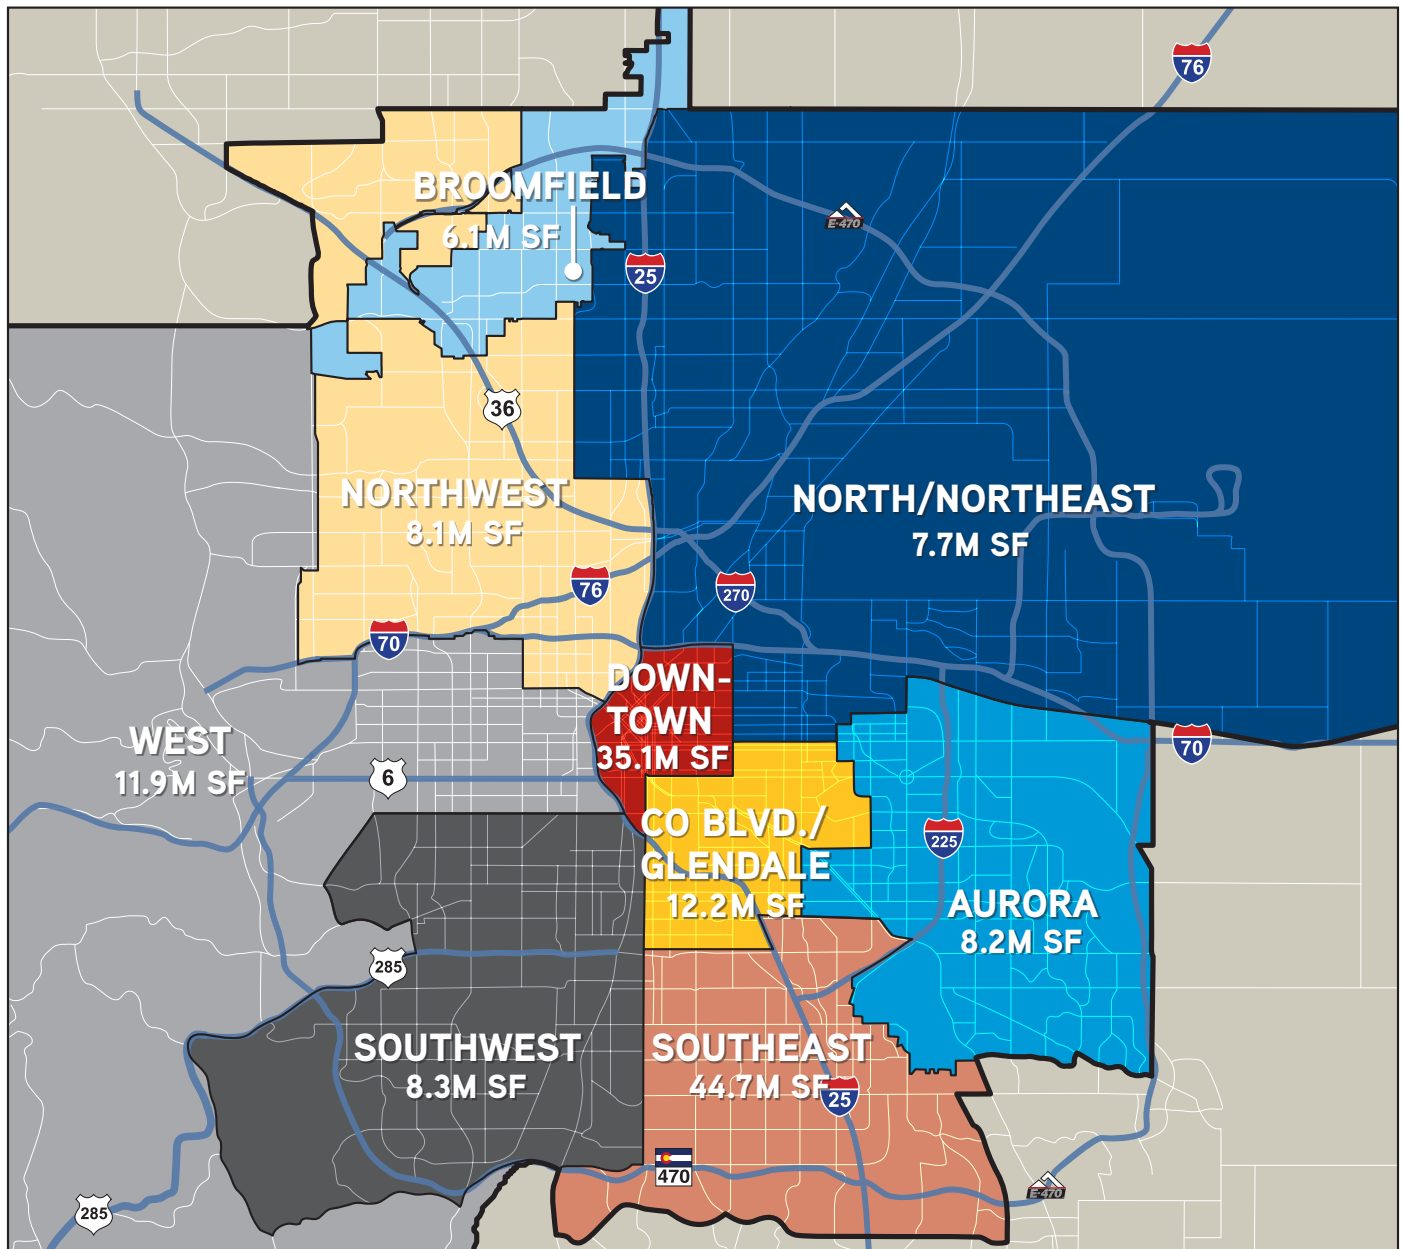 76
BROOMFIELD
6.1M SF
E-470
25
36
NORTHWEST
8.1M SF
NORTH/NORTHEAST
7.7M SF
76
270
70
DOWN-
TOWN
35.1M SF
WEST
11.9M SF
6
70
CO BLVD./
GLENDALE
12.2M SF
225
AURORA
8.2M SF
285
SOUTHWEST
8.3M SF
SOUTHEAST
44.7M SF
25
470
E-470
285